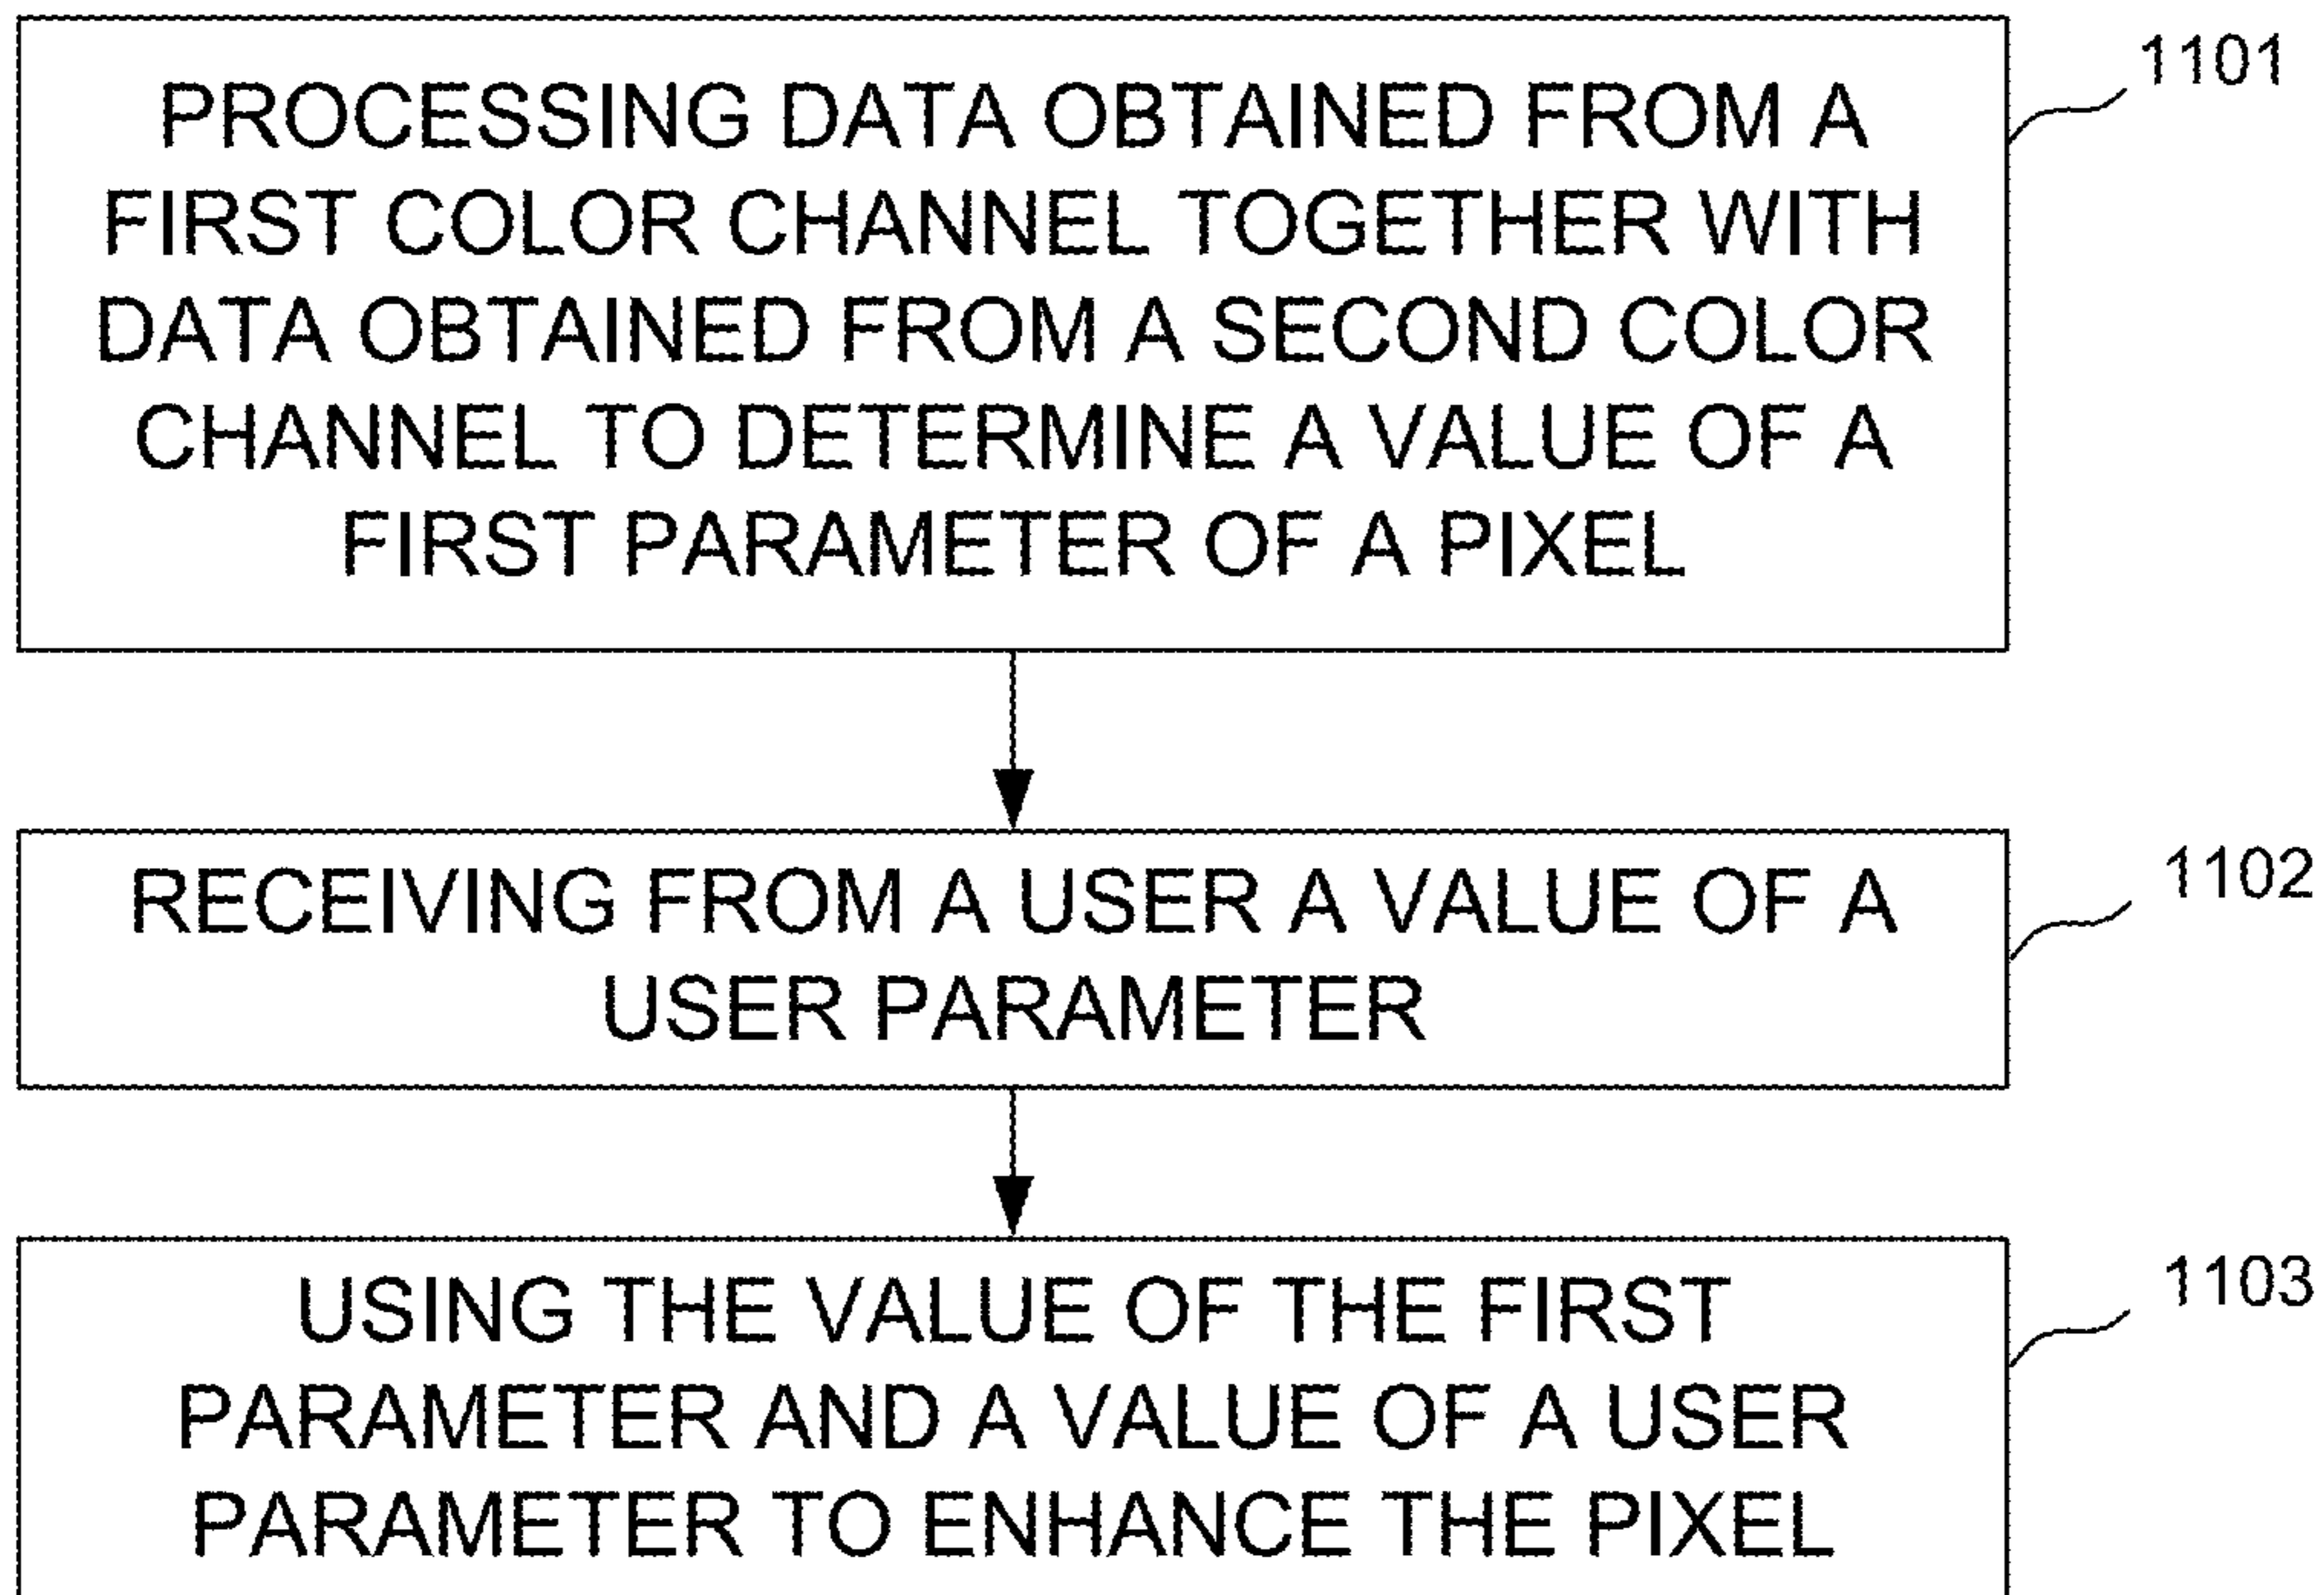 PROCESSING DATA OBTAINED FROM A
FIRST COLOR CHANNEL TOGETHER WITH
DATA OBTAINED FROM A SECOND COLOR
CHANNEL TO DETERMINE A VALUE OF A
FIRST PARAMETER OF A PIXEL
1101
RECEIVING FROM A USER A VALUE OF A
USER PARAMETER
1102
USING THE VALUE OF THE FIRST
PARAMETER AND A VALUE OF A USER
PARAMETER TO ENHANCE THE PIXEL
1103